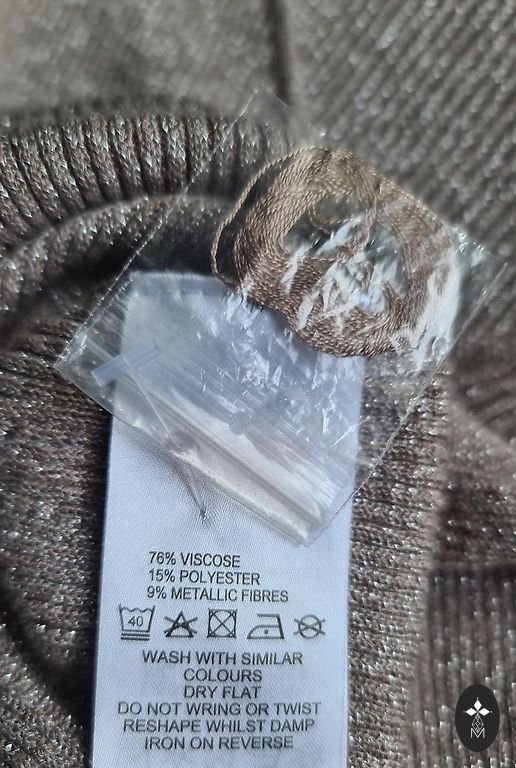 76% VISCOSE
15% POLYESTER
9% METALLIC FIBRES
40
WASH WITH SIMILAR
COLOURS
DRY FLAT
DO NOT WRING OR TWIST
RESHAPE WHILST DAMP
IRON ON REVERSE
M